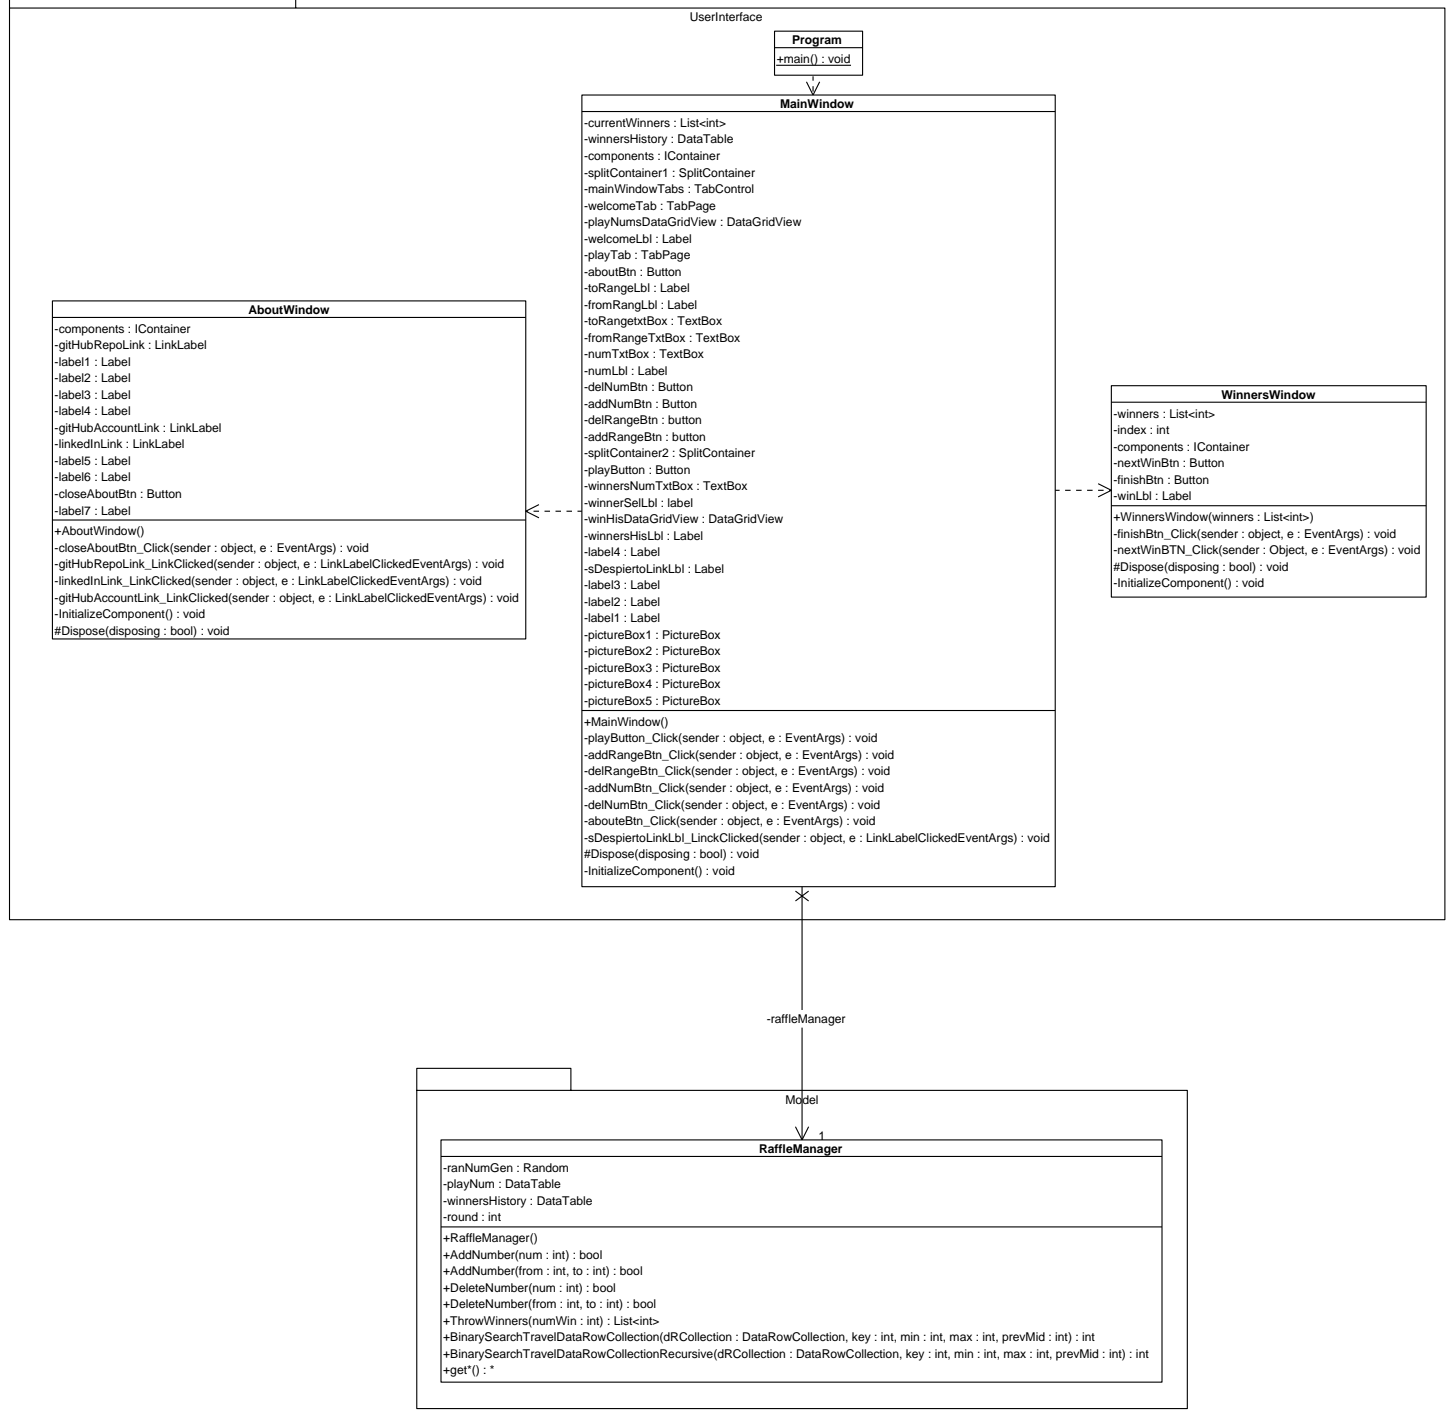 UserInterface
Program
+main() : void
MainWindow
-currentWinners : List<int>
-winnersHistory : DataTable
-components : IContainer
-splitContainer1 : SplitContainer
-mainWindowTabs : TabControl
-welcomeTab : TabPage
-playNumsDataGridView : DataGridView
-welcomeLbl : Label
-playTab : TabPage
-aboutBtn : Button
-toRangeLbl : Label
-fromRangLbl : Label
-toRangetxtBox : TextBox
-fromRangeTxtBox : TextBox
-numTxtBox : TextBox
-numLbl : Label
-delNumBtn : Button
-addNumBtn : Button
-delRangeBtn : button
-addRangeBtn : button
-splitContainer2 : SplitContainer
-playButton : Button
-winnersNumTxtBox : TextBox
-winnerSelLbl : label
-winHisDataGridView : DataGridView
-winnersHisLbl : Label
-label4 : Label
-sDespiertoLinkLbl : Label
-label3 : Label
-label2 : Label
-label1 : Label
-pictureBox1 : PictureBox
-pictureBox2 : PictureBox
-pictureBox3 : PictureBox
-pictureBox4 : PictureBox
-pictureBox5 : PictureBox
+MainWindow()
-playButton_Click(sender : object, e : EventArgs) : void
-addRangeBtn_Click(sender : object, e : EventArgs) : void
-delRangeBtn_Click(sender : object, e : EventArgs) : void
-addNumBtn_Click(sender : object, e : EventArgs) : void
-delNumBtn_Click(sender : object, e : EventArgs) : void
-abouteBtn_Click(sender : object, e : EventArgs) : void
-sDespiertoLinkLbl_LinckClicked(sender : object, e : LinkLabelClickedEventArgs) : void
#Dispose(disposing : bool) : void
-InitializeComponent() : void
AboutWindow
-components : IContainer
-gitHubRepoLink : LinkLabel
-label1 : Label
-label2 : Label
-label3 : Label
-label4 : Label
-gitHubAccountLink : LinkLabel
-linkedInLink : LinkLabel
-label5 : Label
-label6 : Label
-closeAboutBtn : Button
-label7 : Label
+AboutWindow()
-closeAboutBtn_Click(sender : object, e : EventArgs) : void
-gitHubRepoLink_LinkClicked(sender : object, e : LinkLabelClickedEventArgs) : void
-linkedInLink_LinkClicked(sender : object, e : LinkLabelClickedEventArgs) : void
-gitHubAccountLink_LinkClicked(sender : object, e : LinkLabelClickedEventArgs) : void
-InitializeComponent() : void
#Dispose(disposing : bool) : void
WinnersWindow
-winners : List<int>
-index : int
-components : IContainer
-nextWinBtn : Button
-finishBtn : Button
-winLbl : Label
+WinnersWindow(winners : List<int>)
-finishBtn_Click(sender : object, e : EventArgs) : void
-nextWinBTN_Click(sender : Object, e : EventArgs) : void
#Dispose(disposing : bool) : void
-InitializeComponent() : void
-raffleManager
Model
1
RaffleManager
-ranNumGen : Random
-playNum : DataTable
-winnersHistory : DataTable
-round : int
+RaffleManager()
+AddNumber(num : int) : bool
+AddNumber(from : int, to : int) : bool
+DeleteNumber(num : int) : bool
+DeleteNumber(from : int, to : int) : bool
+ThrowWinners(numWin : int) : List<int>
+BinarySearchTravelDataRowCollection(dRCollection : DataRowCollection, key : int, min : int, max : int, prevMid : int) : int
+BinarySearchTravelDataRowCollectionRecursive(dRCollection : DataRowCollection, key : int, min : int, max : int, prevMid : int) : int
+get*() : *